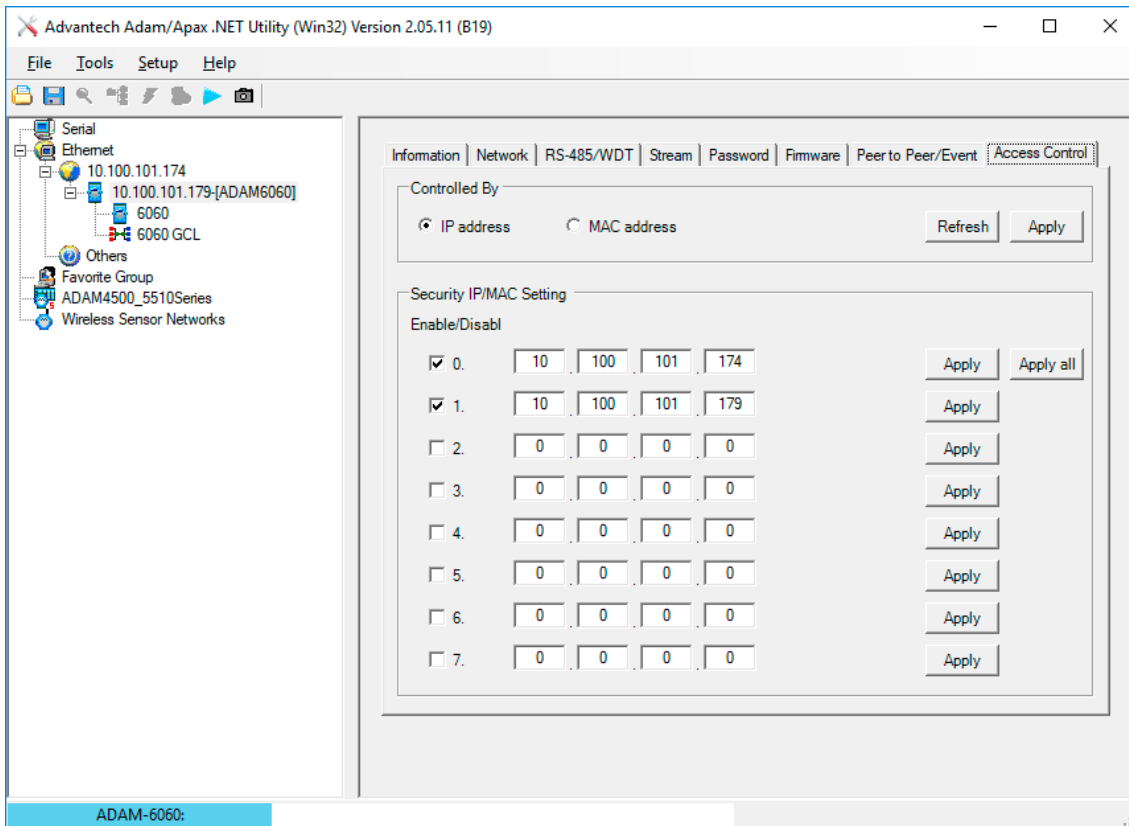 Advantech Adam/Apax .NET Utility (Win32) Version 2.05.11 (B19)
File Tools Setup Help
Serial
Ethernet
10.100.101.174
10.100.101.179-[ADAM6060]
6060
6060 GCL
Others
Favorite Group
ADAM4500_5510Series
Wireless Sensor Networks
Information Network RS-485/WDT Stream Password Firmware Peer to Peer/Event Access Control
Controlled By
IP address MAC address Refresh Apply
Security IP/MAC Setting
Enable/Disabl
0. 10 . 100 . 101 . 174 Apply Apply all
1. 10 . 100 . 101 . 179 Apply
2. 0 . 0 . 0 . 0 Apply
3. 0 . 0 . 0 . 0 Apply
4. 0 . 0 . 0 . 0 Apply
5. 0 . 0 . 0 . 0 Apply
6. 0 . 0 . 0 . 0 Apply
7. 0 . 0 . 0 . 0 Apply
ADAM-6060: